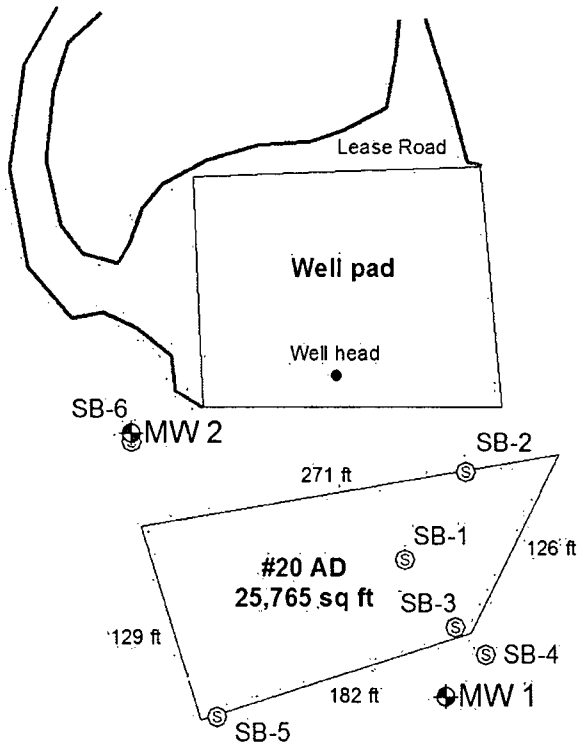 Lease Road
Well pad
Well head
SB-6
MW 2
SB-2
271 ft
SB-1
126 ft
#20 AD
25,765 sq ft
SB-3
129 ft
SB-4
182 ft
MW 1
SB-5
S
S
S
S
S
S